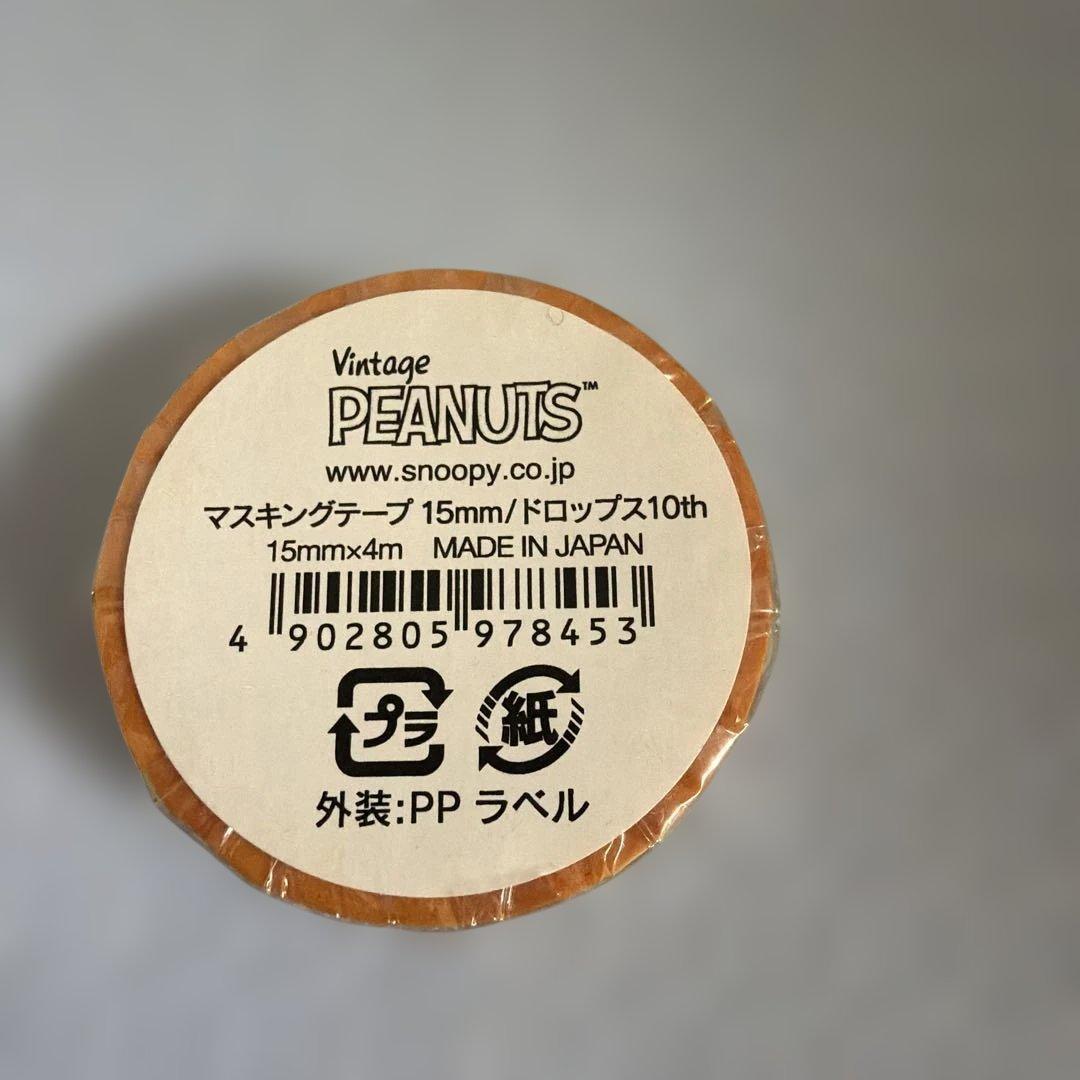 Vintage
PEANUTS™
www.snoopy.co.jp
マスキングテープ 15mm/ドロップス10th
15mm×4m MADE IN JAPAN
4 902805 978453
プラ 紙
外装:PP ラベル